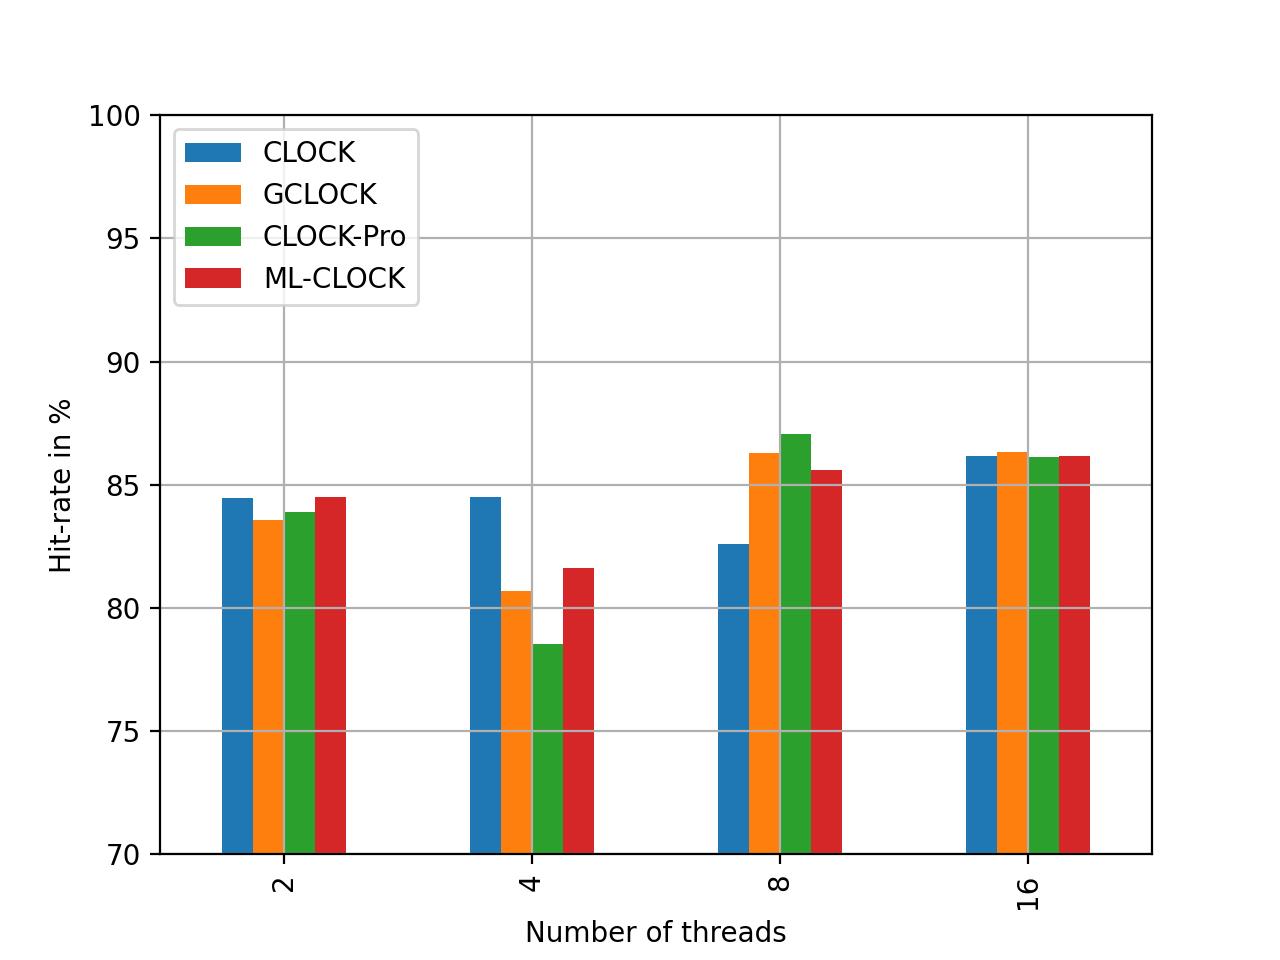 100
95
90
85
80
75
70
Hit-rate in %
CLOCK
GCLOCK
CLOCK-Pro
ML-CLOCK
2
4
8
16
Number of threads